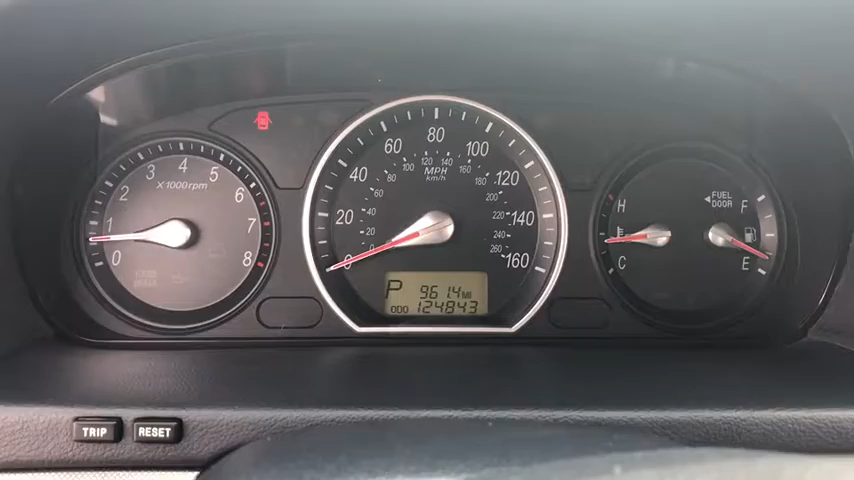 0 1 2 3 4 5 6 7 8
X1000rpm
0 20 40 60 80 100 120 140 160
20 40 60 80 100 120 140 160 180 200 220 240 260
MPH
km/h
P 961.4 MI
ODO 124843
H
C
◄FUEL DOOR
F
E
TRIP
RESET